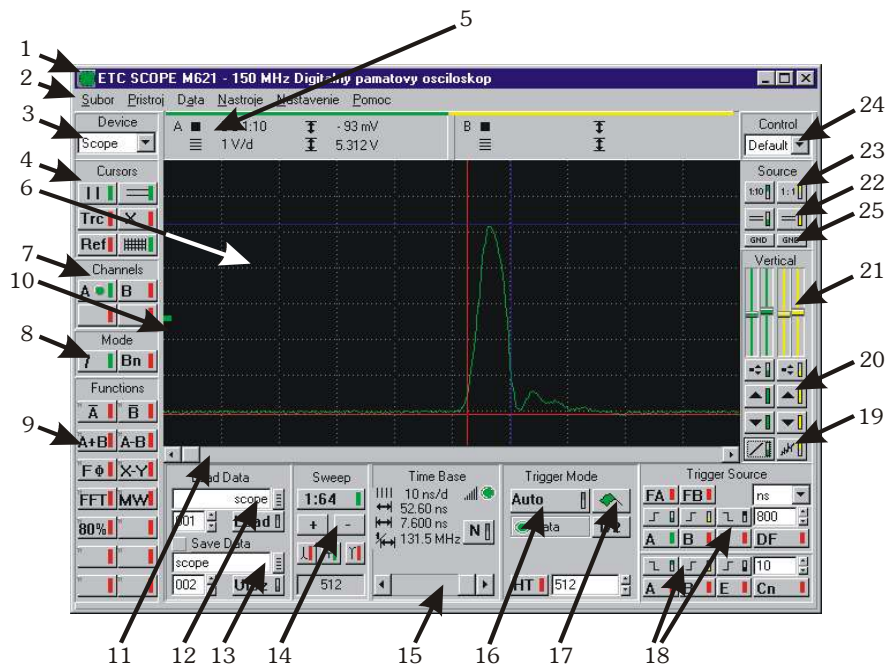 5
1
ETC SCOPE M621 - 150 MHz Digitalny pamatovy osciloskop
2
Subor Pristroj Data Nastroje Nastavenie Pomoc
3
Device
Scope
A 1:10 - 93 mV
1 V/d 5.312 V
B
Control
Default
24
4
Cursors
Trc X
Ref
6
Source
1:10 1:1
GND GND
23
22
25
7
Channels
A B
10
Vertical
21
8
Mode
Bn
20
9
Functions
A B
A+B A-B
F ϕ X-Y
FFT MW
80%
19
Load Data
scope
001 Load
Save Data
scope
002
Sweep
1:64
+ -
512
Time Base
10 ns/d
52.60 ns
7.600 ns
131.5 MHz
N
Trigger Mode
Auto
HT 512
Trigger Source
FA FB ns
800
A B DF
10
A B E Cn
11 12 13 14 15 16 17 18